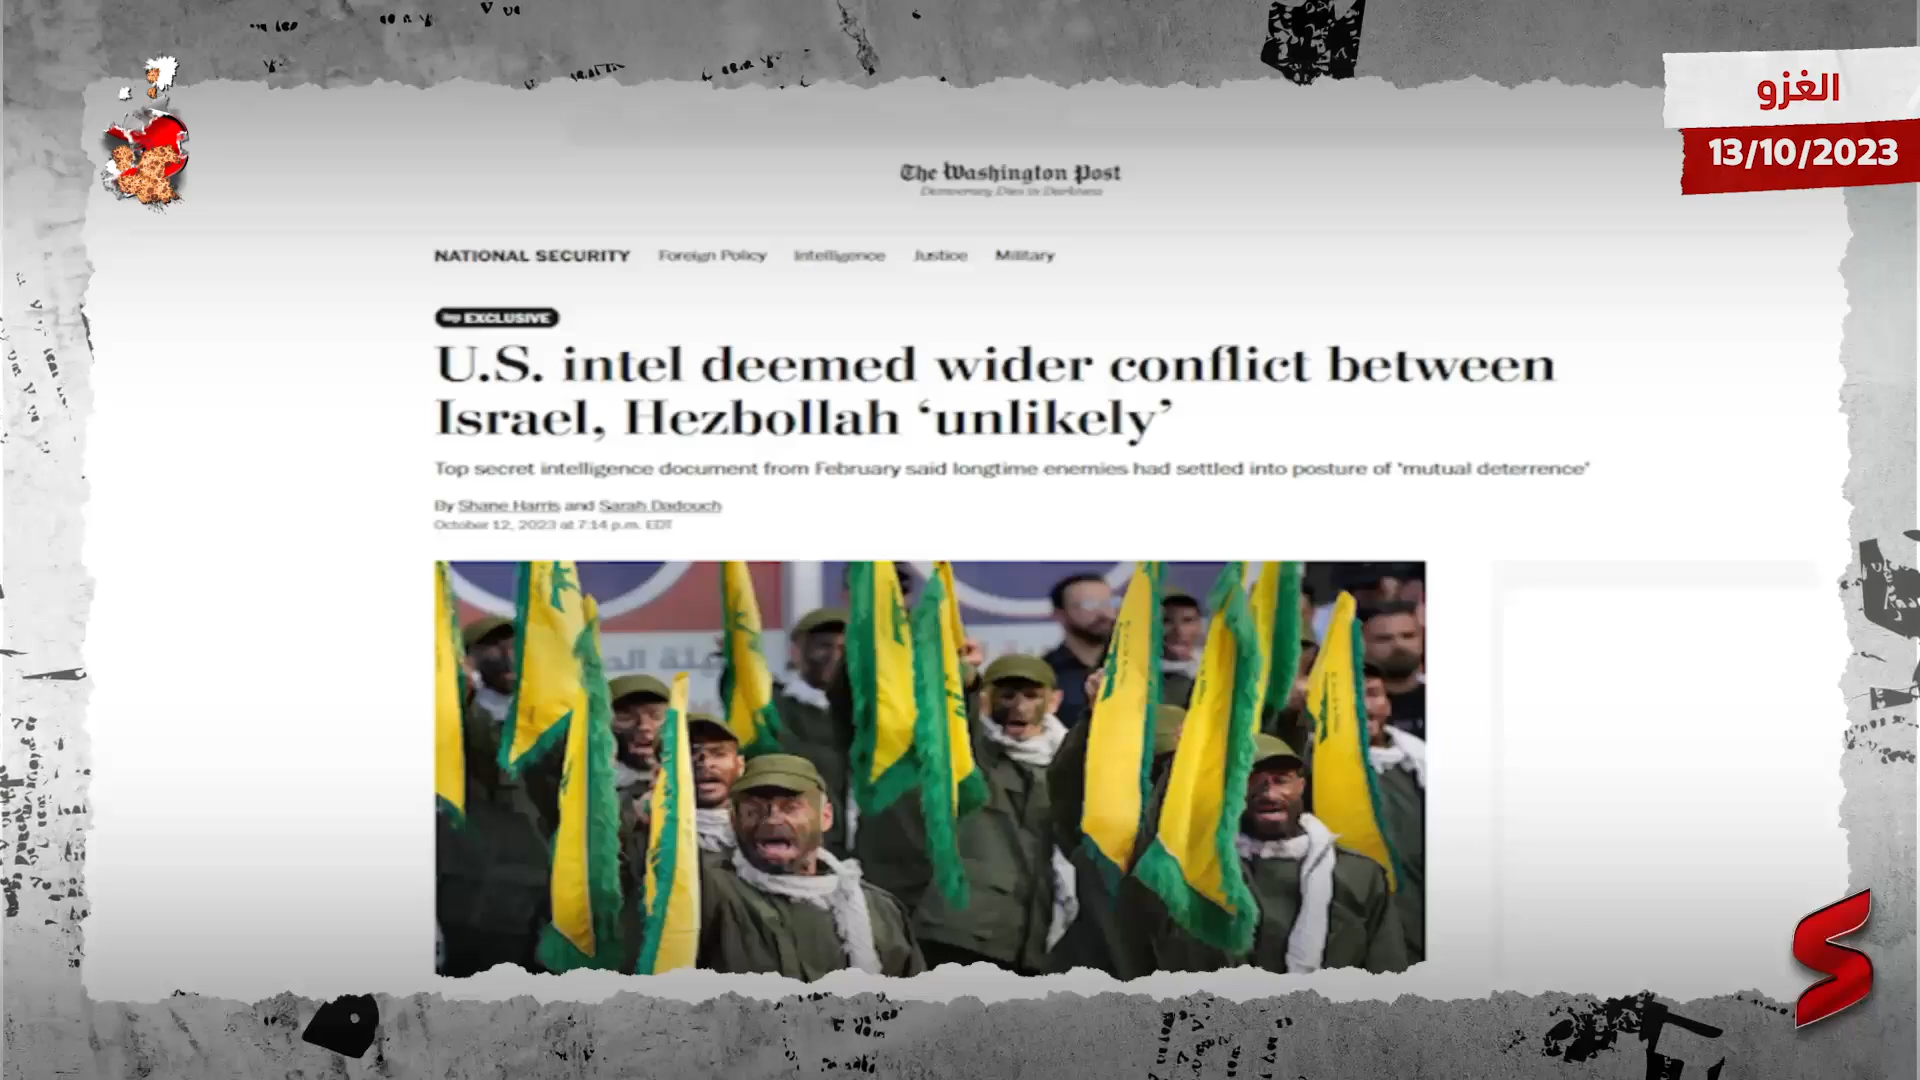 الغزو
13/10/2023
The Washington Post
Democracy Dies in Darkness
NATIONAL SECURITY Foreign Policy Intelligence Justice Military
EXCLUSIVE
U.S. intel deemed wider conflict between
Israel, Hezbollah ‘unlikely’
Top secret intelligence document from February said longtime enemies had settled into posture of ‘mutual deterrence’
By Shane Harris and Sarah Dadouch
October 12, 2023 at 7:14 p.m. EDT